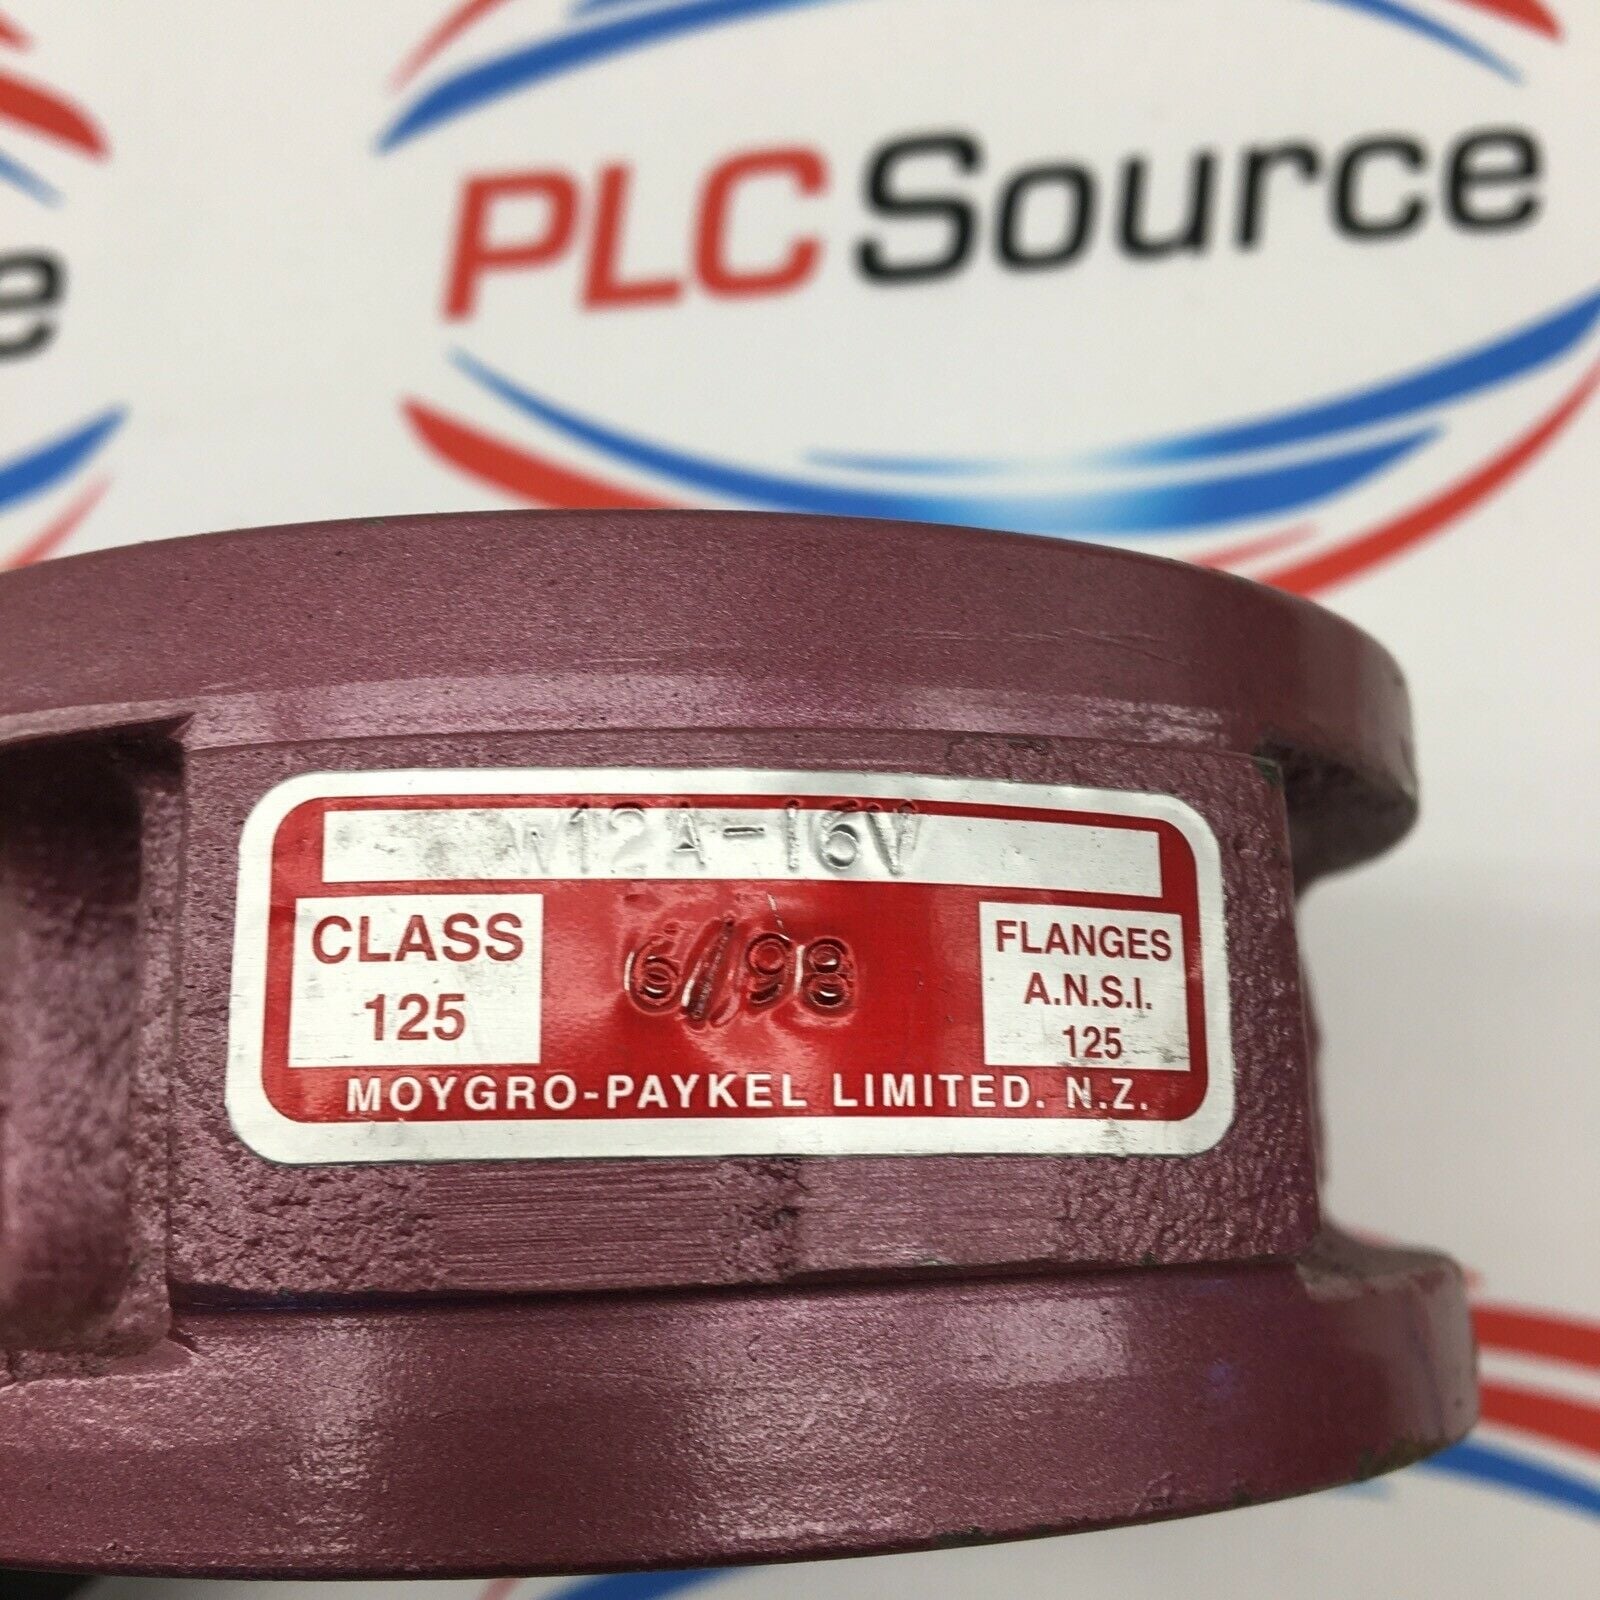 PLC Source
e
W12A-16V
CLASS
125
6/98
FLANGES
A.N.S.I.
125
MOYGRO-PAYKEL LIMITED. N.Z.